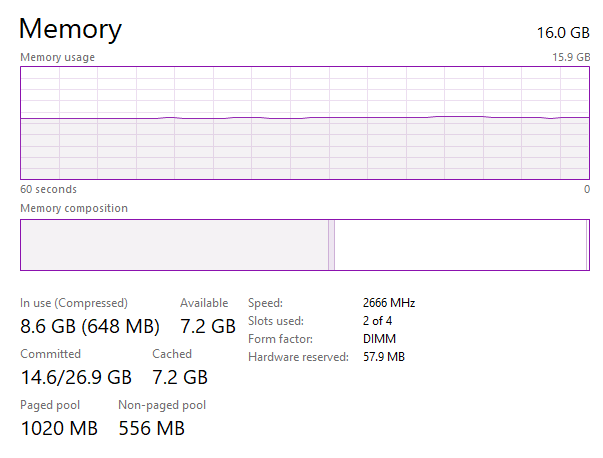 Memory 16.0 GB
Memory usage 15.9 GB
60 seconds 0
Memory composition
In use (Compressed) Available
8.6 GB (648 MB) 7.2 GB
Committed Cached
14.6/26.9 GB 7.2 GB
Paged pool Non-paged pool
1020 MB 556 MB
Speed: 2666 MHz
Slots used: 2 of 4
Form factor: DIMM
Hardware reserved: 57.9 MB